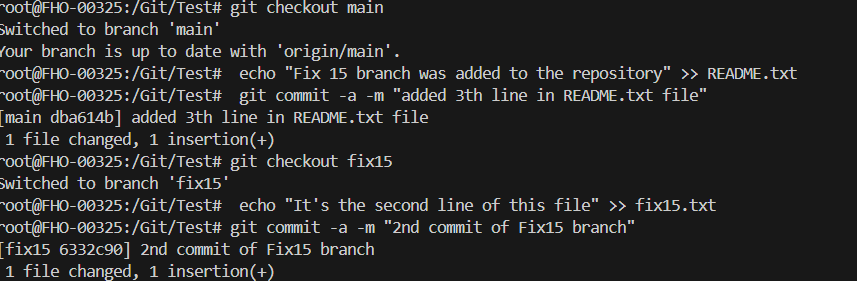 root@FHO-00325:/Git/Test# git checkout main
Switched to branch 'main'
Your branch is up to date with 'origin/main'.
root@FHO-00325:/Git/Test#  echo "Fix 15 branch was added to the repository" >> README.txt
root@FHO-00325:/Git/Test#  git commit -a -m "added 3th line in README.txt file"
[main dba614b] added 3th line in README.txt file
 1 file changed, 1 insertion(+)
root@FHO-00325:/Git/Test# git checkout fix15
Switched to branch 'fix15'
root@FHO-00325:/Git/Test#  echo "It's the second line of this file" >> fix15.txt
root@FHO-00325:/Git/Test# git commit -a -m "2nd commit of Fix15 branch"
[fix15 6332c90] 2nd commit of Fix15 branch
 1 file changed, 1 insertion(+)